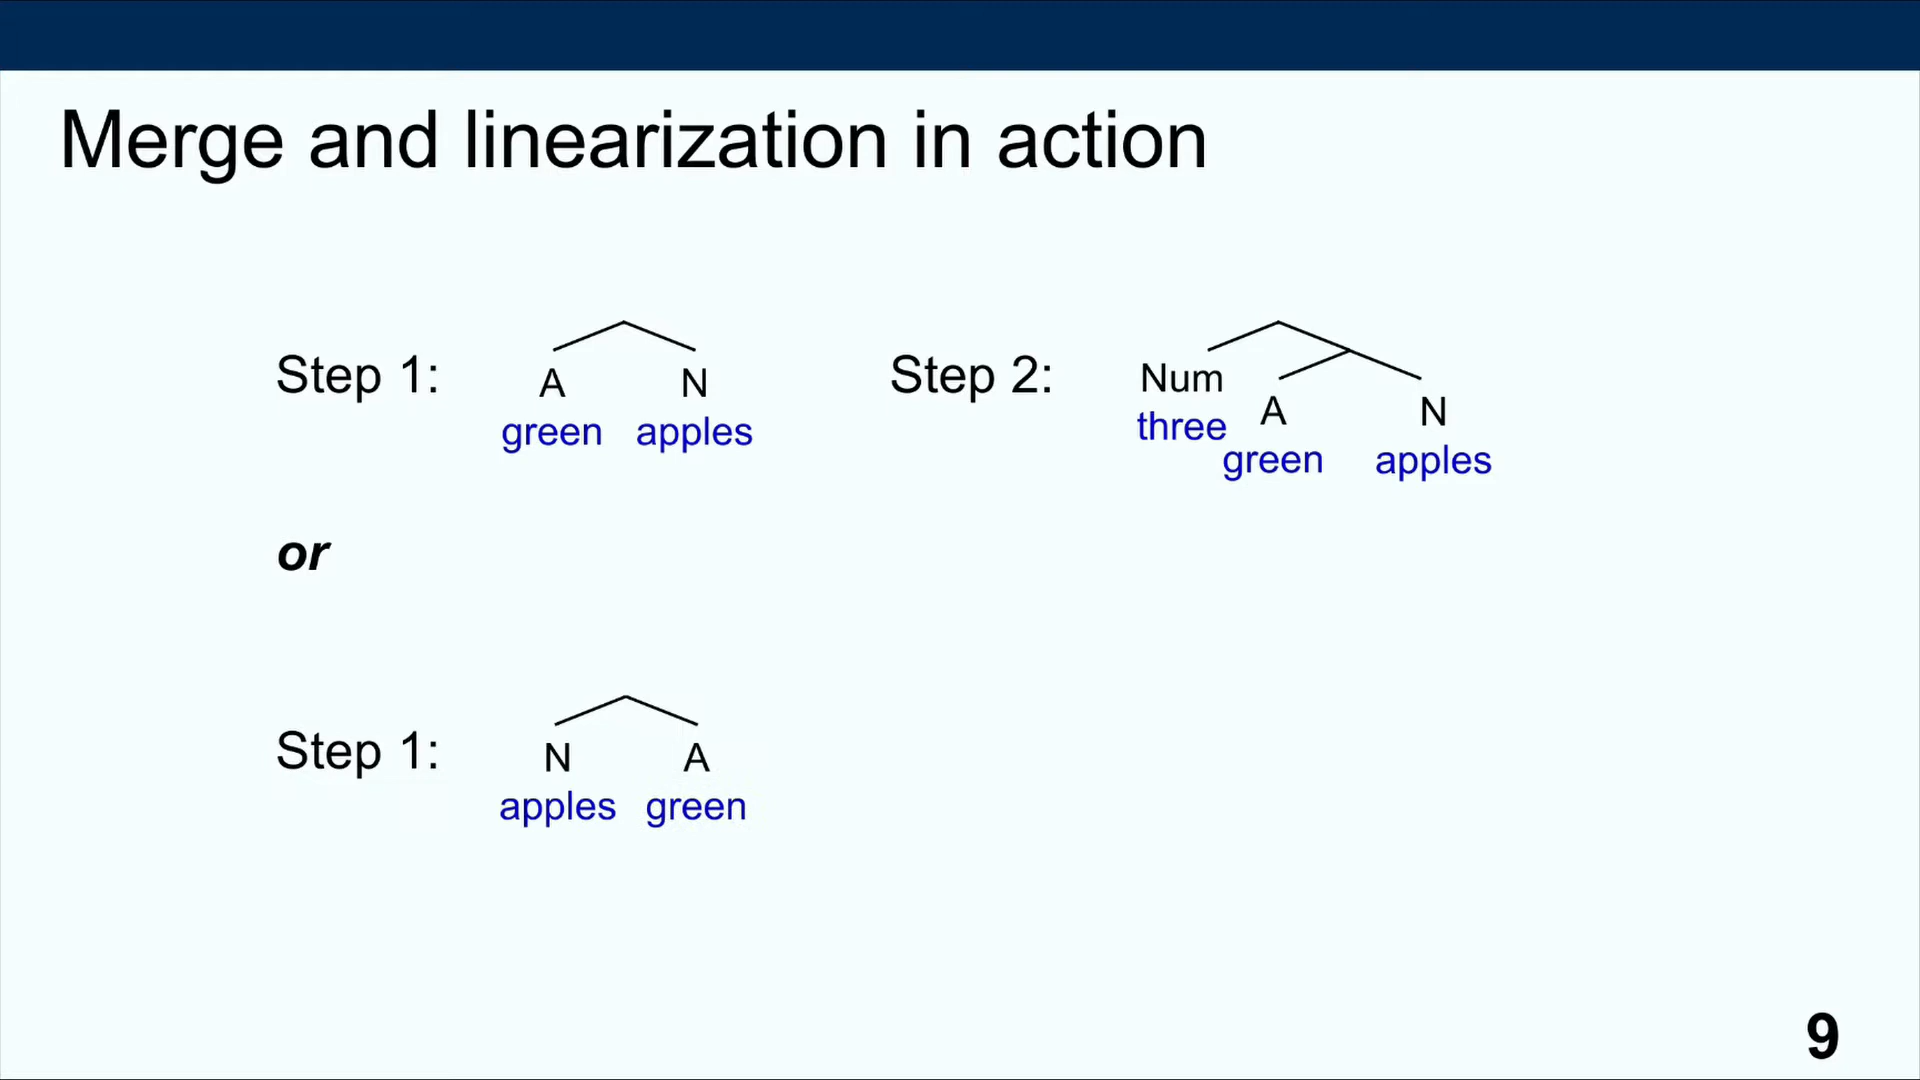 Merge and linearization in action
Step 1:
A N
green apples
Step 2:
Num
three
A N
green apples
or
Step 1:
N A
apples green
9